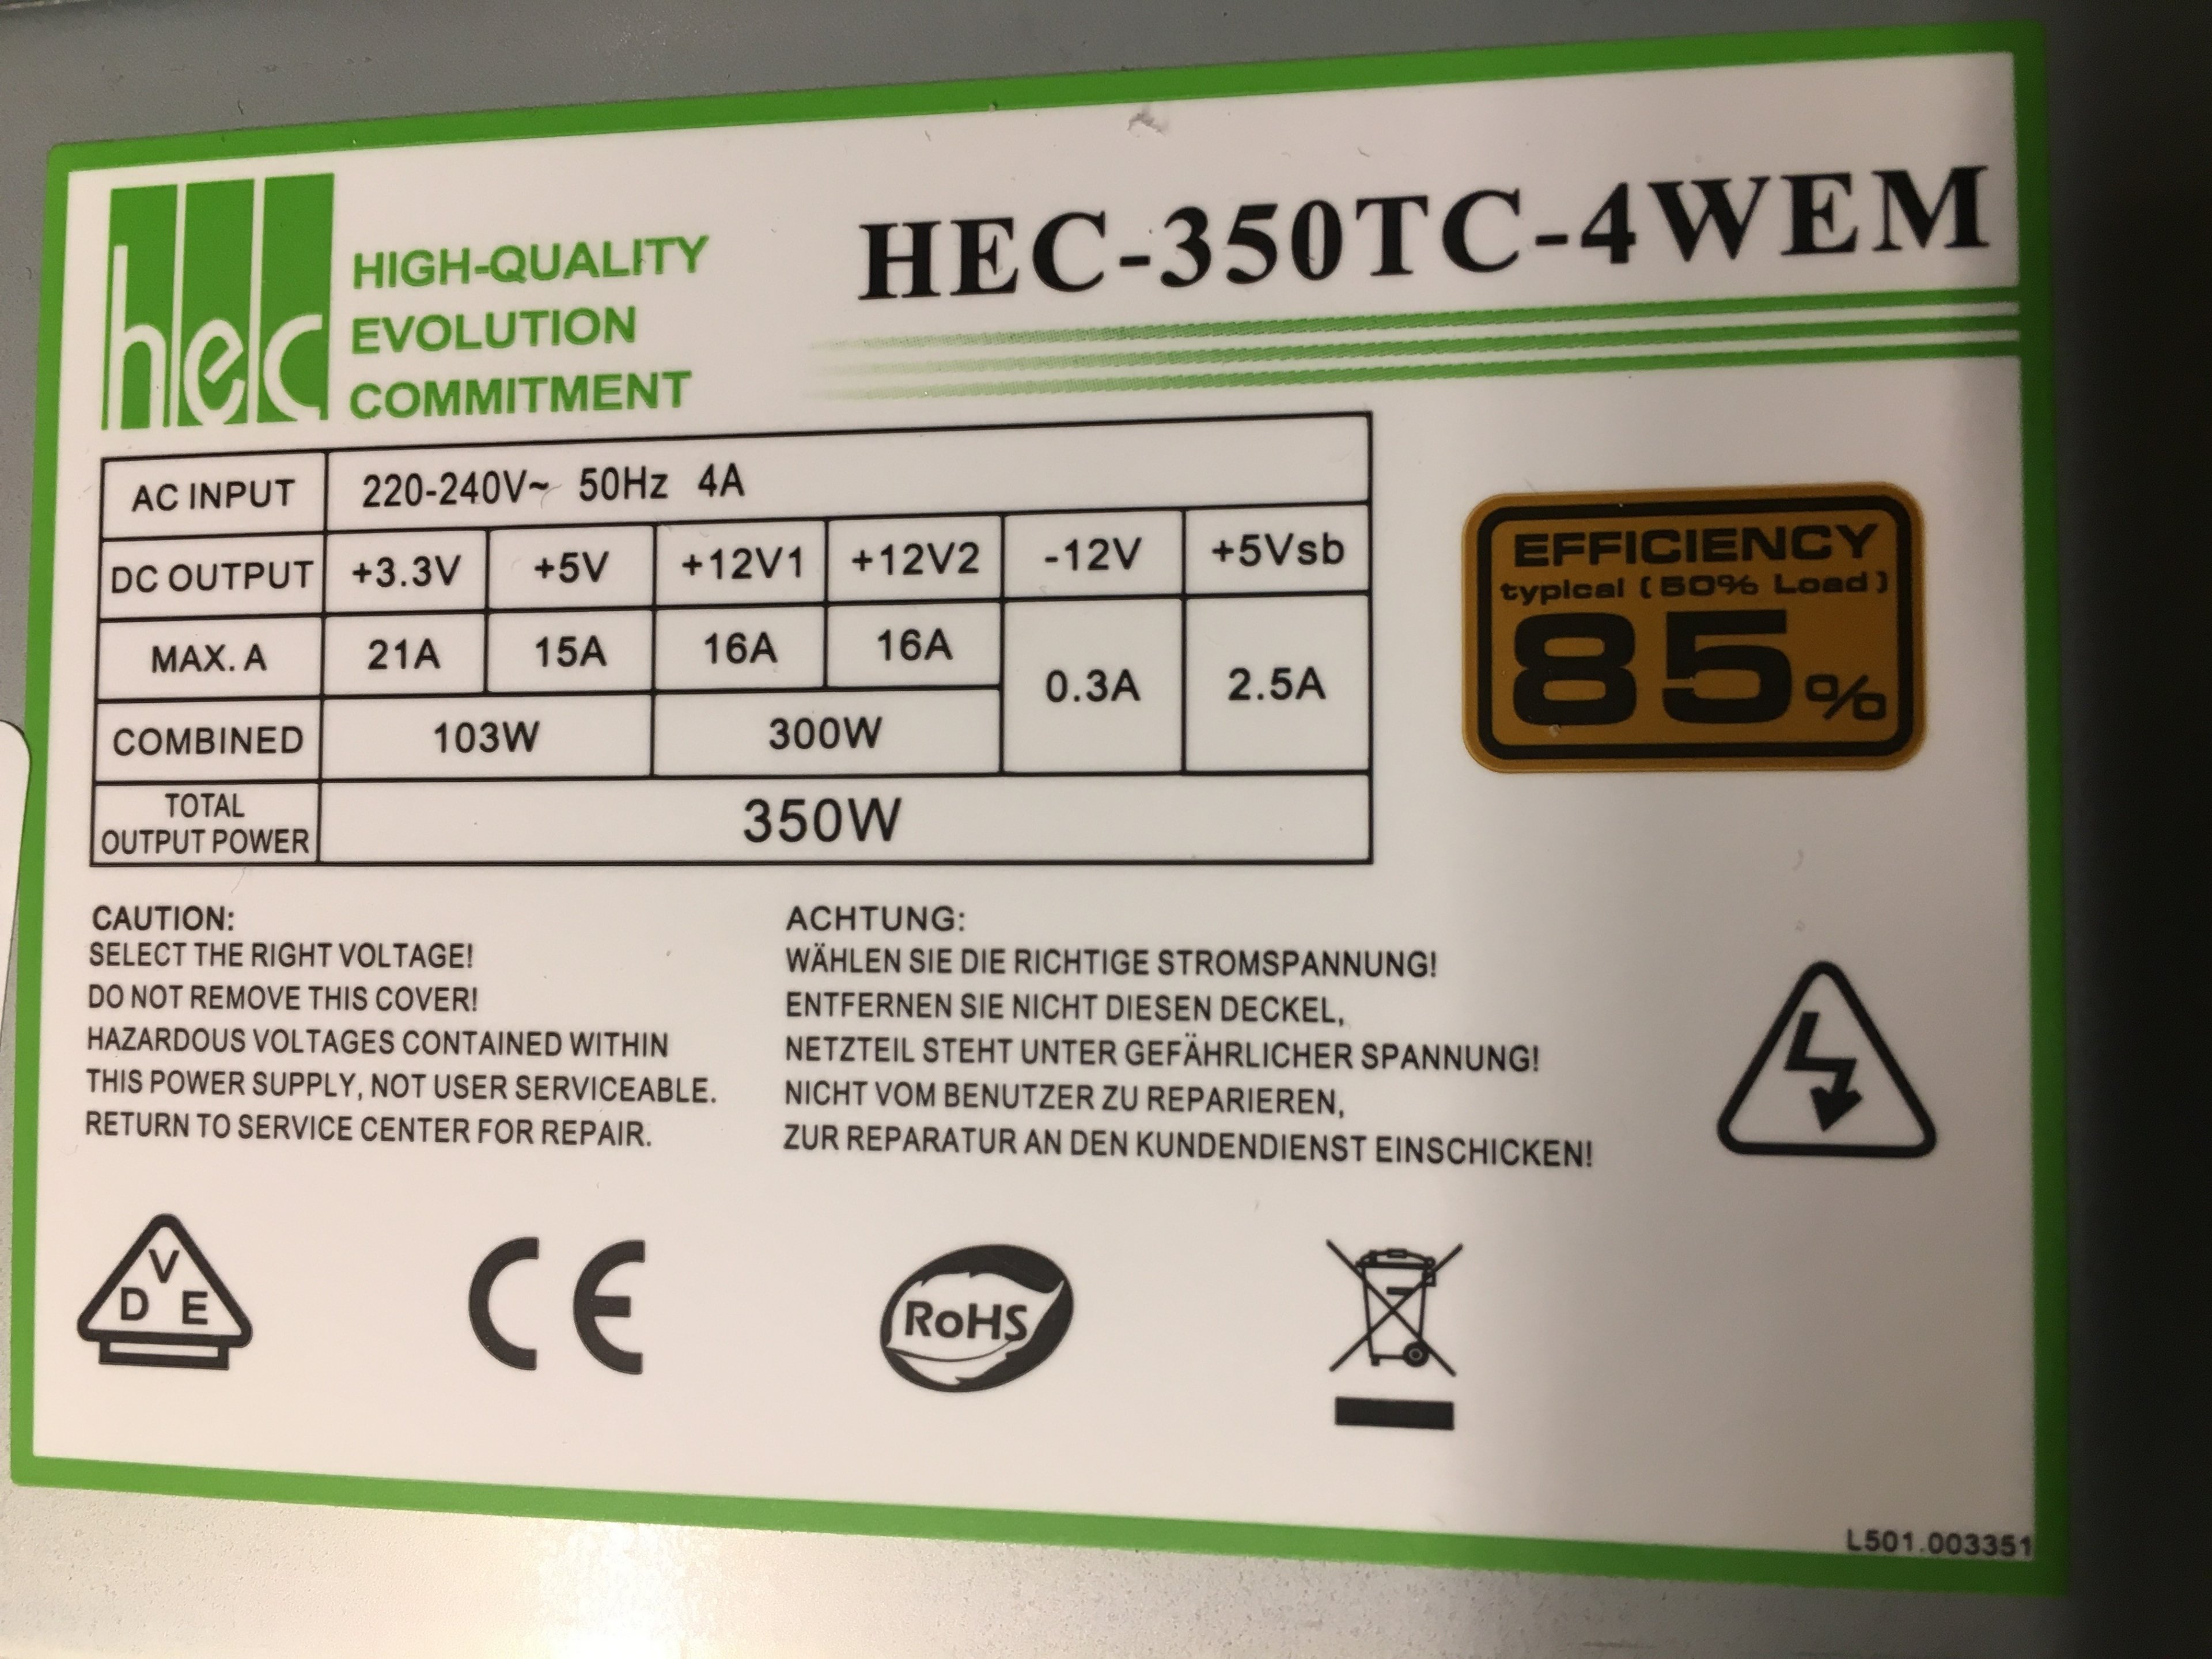 hec
HIGH-QUALITY
EVOLUTION
COMMITMENT
HEC-350TC-4WEM
AC INPUT 220-240V~ 50Hz 4A
DC OUTPUT +3.3V +5V +12V1 +12V2 -12V +5Vsb
MAX. A 21A 15A 16A 16A 0.3A 2.5A
COMBINED 103W 300W
TOTAL
OUTPUT POWER 350W
EFFICIENCY
typical (50% Load)
85%
CAUTION:
SELECT THE RIGHT VOLTAGE!
DO NOT REMOVE THIS COVER!
HAZARDOUS VOLTAGES CONTAINED WITHIN
THIS POWER SUPPLY, NOT USER SERVICEABLE.
RETURN TO SERVICE CENTER FOR REPAIR.
ACHTUNG:
WÄHLEN SIE DIE RICHTIGE STROMSPANNUNG!
ENTFERNEN SIE NICHT DIESEN DECKEL,
NETZTEIL STEHT UNTER GEFÄHRLICHER SPANNUNG!
NICHT VOM BENUTZER ZU REPARIEREN,
ZUR REPARATUR AN DEN KUNDENDIENST EINSCHICKEN!
V
D E
CE
RoHS
L501.003351